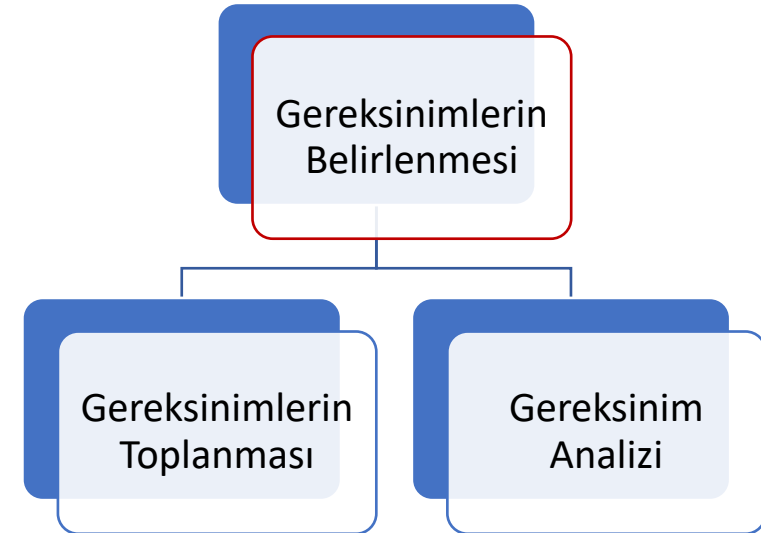 Gereksinimlerin
Belirlenmesi
Gereksinimlerin
Toplanması
Gereksinim
Analizi